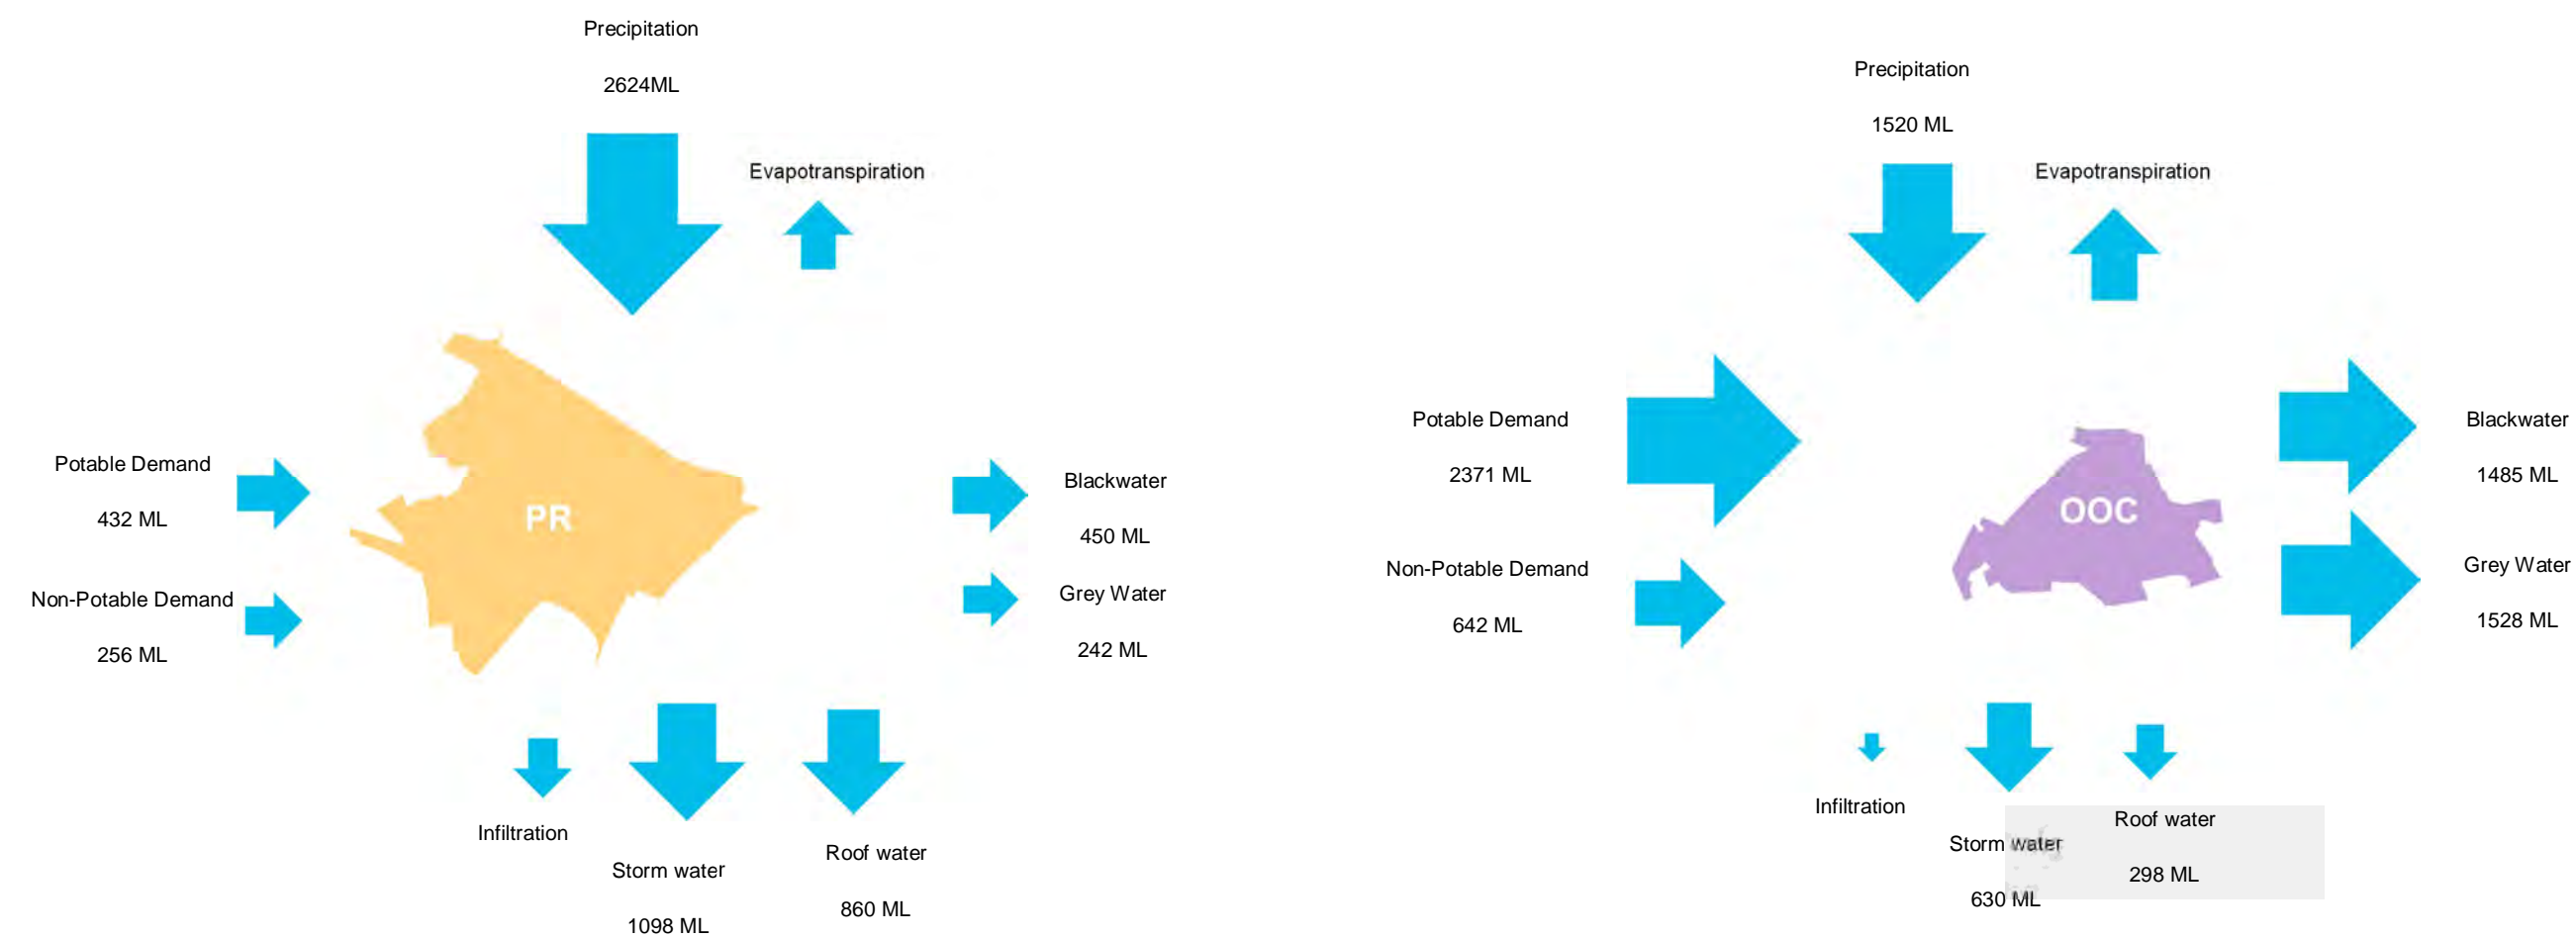 Precipitation
2624ML
Evapotranspiration
PR
Potable Demand
432 ML
Non-Potable Demand
256 ML
Blackwater
450 ML
Grey Water
242 ML
Infiltration
Storm water
1098 ML
Roof water
860 ML
Precipitation
1520 ML
Evapotranspiration
OOC
Potable Demand
2371 ML
Non-Potable Demand
642 ML
Blackwater
1485 ML
Grey Water
1528 ML
Infiltration
Storm water
630 ML
Roof water
298 ML